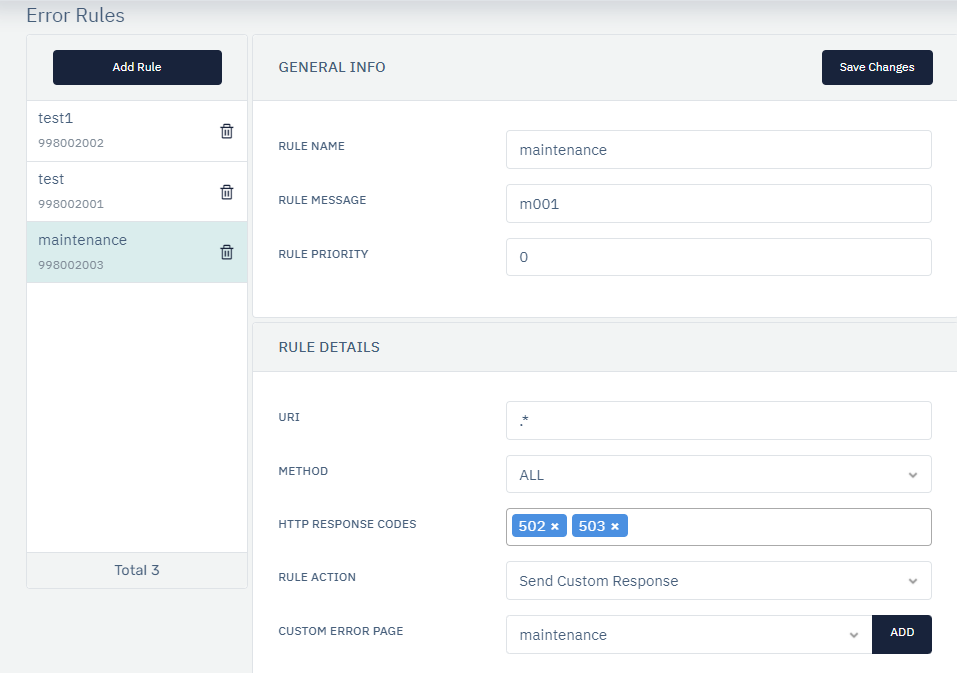 Error Rules
Add Rule
test1
998002002
test
998002001
maintenance
998002003
Total 3
GENERAL INFO
Save Changes
RULE NAME
maintenance
RULE MESSAGE
m001
RULE PRIORITY
0
RULE DETAILS
URI
.*
METHOD
ALL
HTTP RESPONSE CODES
502 × 503 ×
RULE ACTION
Send Custom Response
CUSTOM ERROR PAGE
maintenance
ADD